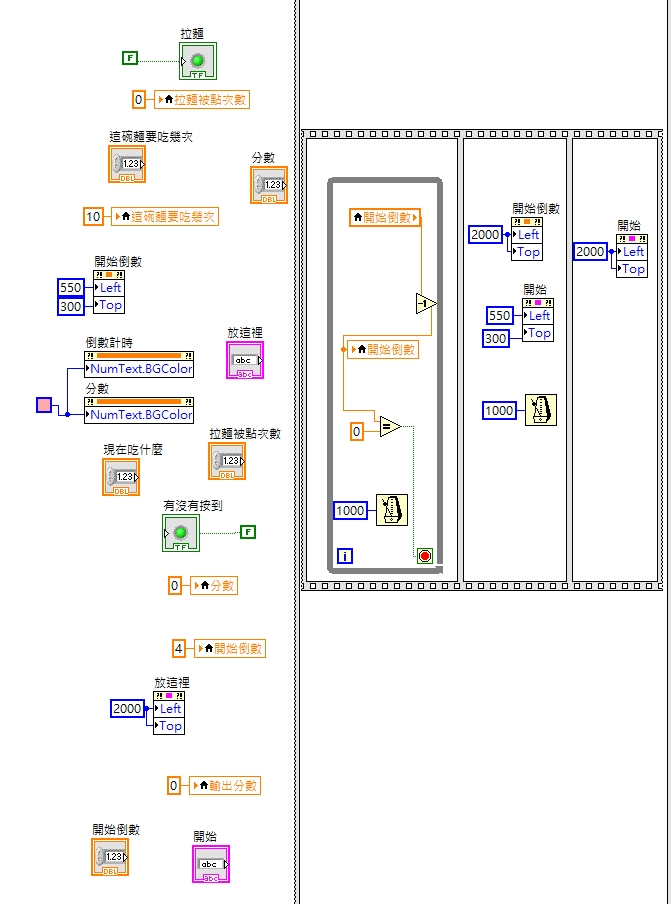 拉麵
F
TF
0 拉麵被點次數
這碗麵要吃幾次
1.23
DBL
分數
1.23
DBL
10 這碗麵要吃幾次
開始倒數
550 Left
300 Top
倒數計時
NumText.BGColor
分數
NumText.BGColor
放這裡
abc
abc
現在吃什麼
1.23
DBL
拉麵被點次數
1.23
DBL
有沒有按到
F
TF
0 分數
4 開始倒數
放這裡
2000 Left
Top
0 輸出分數
開始倒數
1.23
DBL
開始
abc
abc
開始倒數
-1
開始倒數
0
=
1000
i
開始倒數
2000 Left
Top
開始
550 Left
300 Top
1000
開始
2000 Left
Top